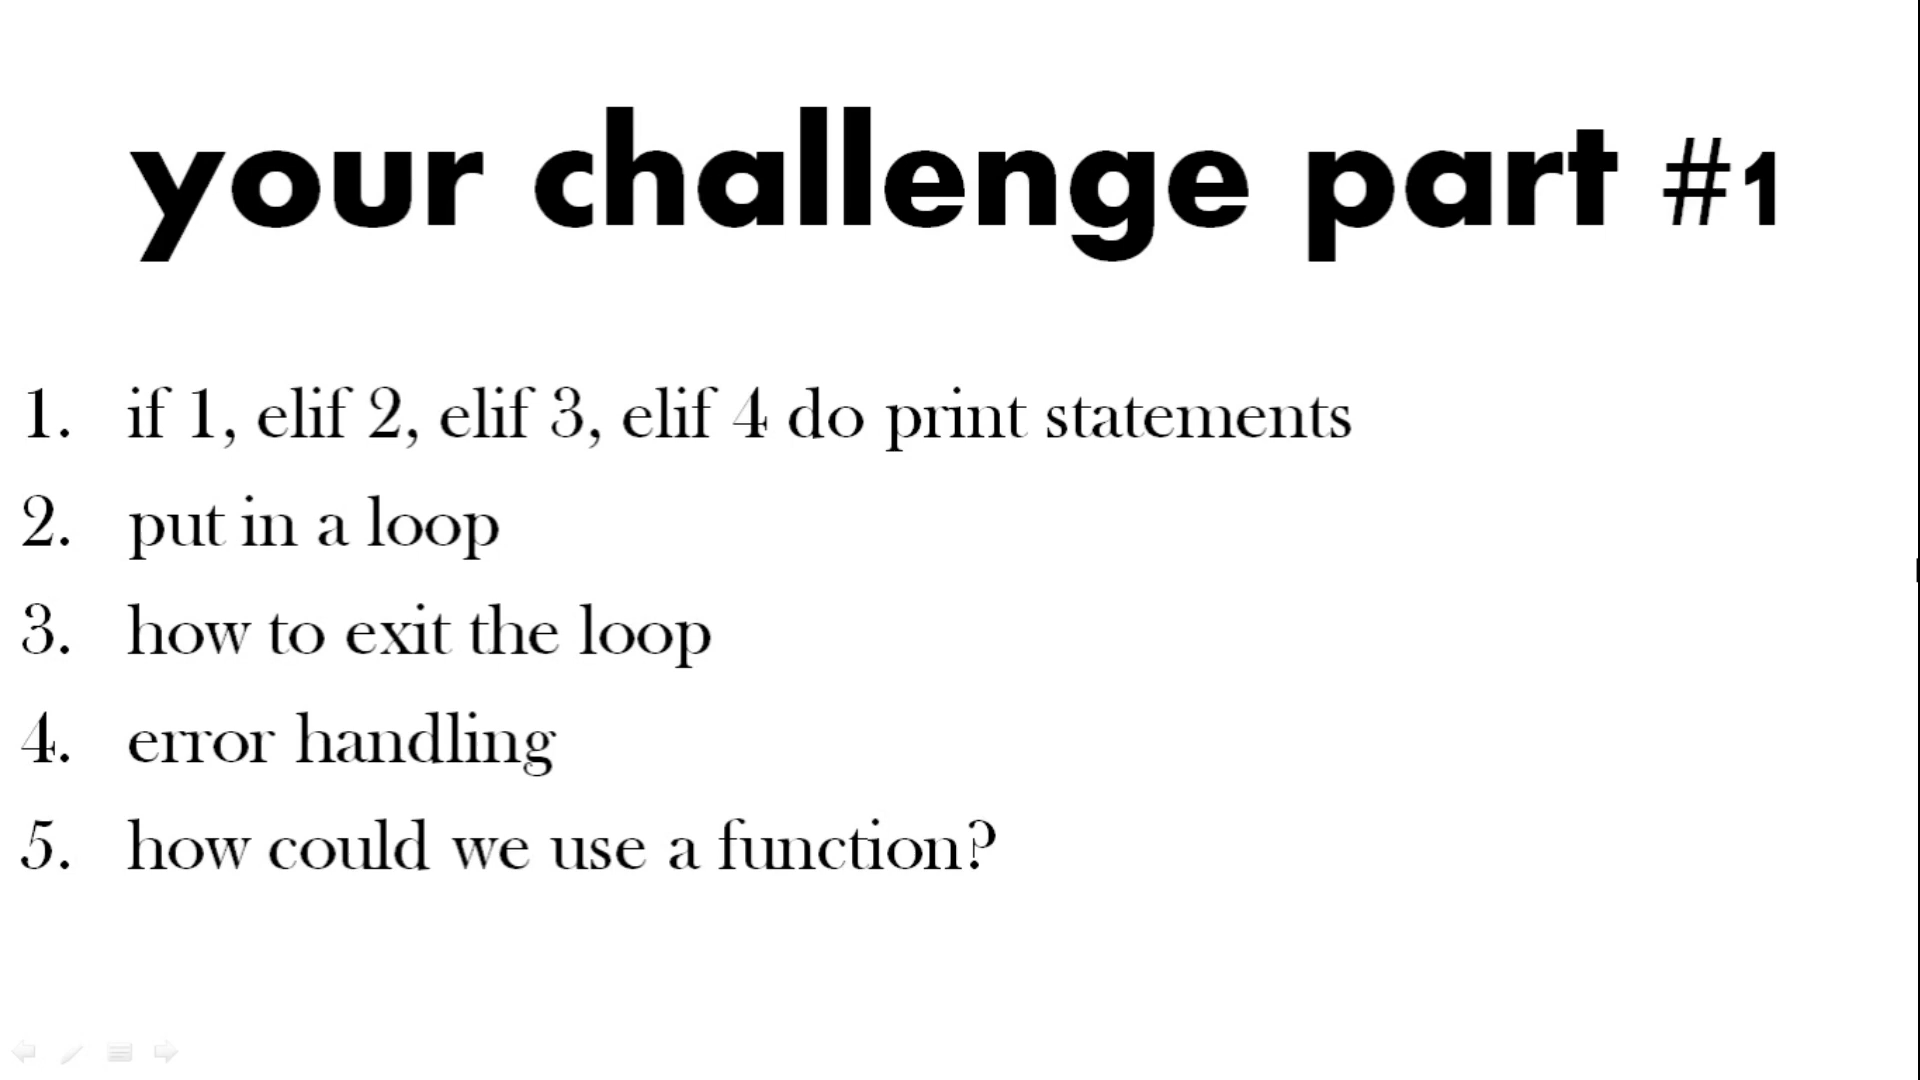 your challenge part #1
1. if 1, elif 2, elif 3, elif 4 do print statements
2. put in a loop
3. how to exit the loop
4. error handling
5. how could we use a function?